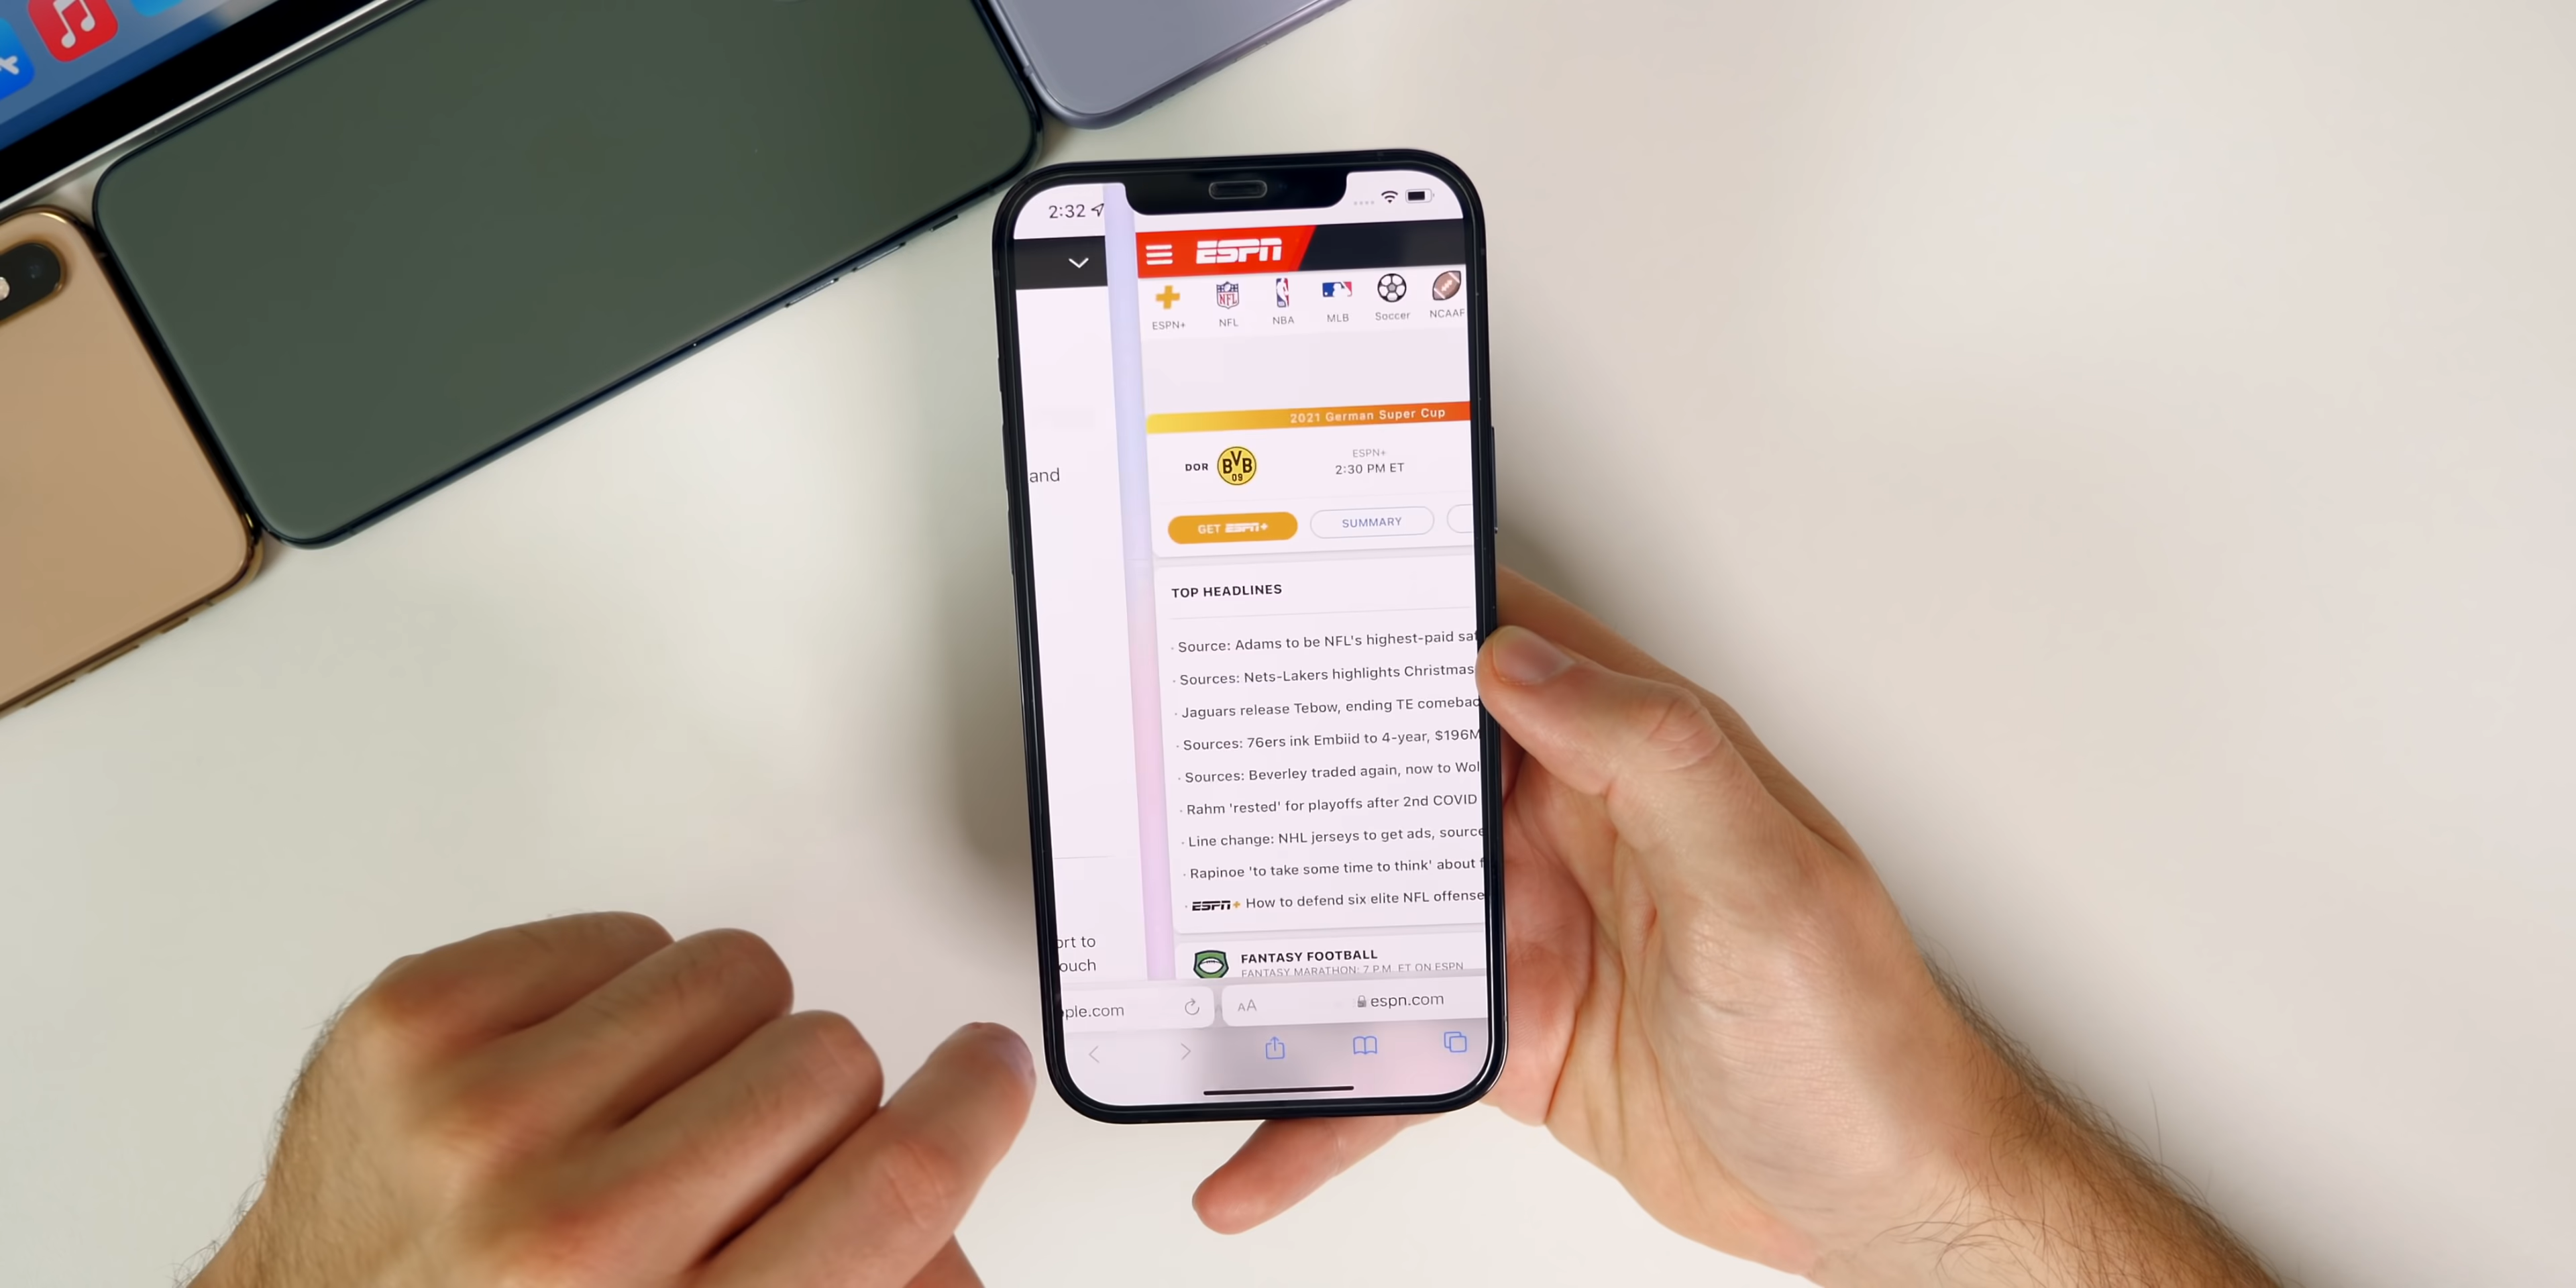 2:32
ESPN
ESPN+
NFL
NBA
MLB
Soccer
NCAAF
2021 German Super Cup
and
DOR
BVB
09
ESPN+
2:30 PM ET
GET ESPN+
SUMMARY
TOP HEADLINES
· Source: Adams to be NFL's highest-paid saf
· Sources: Nets-Lakers highlights Christmas
· Jaguars release Tebow, ending TE comebac
· Sources: 76ers ink Embiid to 4-year, $196M
· Sources: Beverley traded again, now to Wol
· Rahm 'rested' for playoffs after 2nd COVID
· Line change: NHL jerseys to get ads, source
· Rapinoe 'to take some time to think' about f
· ESPN+ How to defend six elite NFL offense
ort to
ouch
FANTASY FOOTBALL
FANTASY MARATHON: 7 P.M. ET ON ESPN
ple.com
AA
espn.com